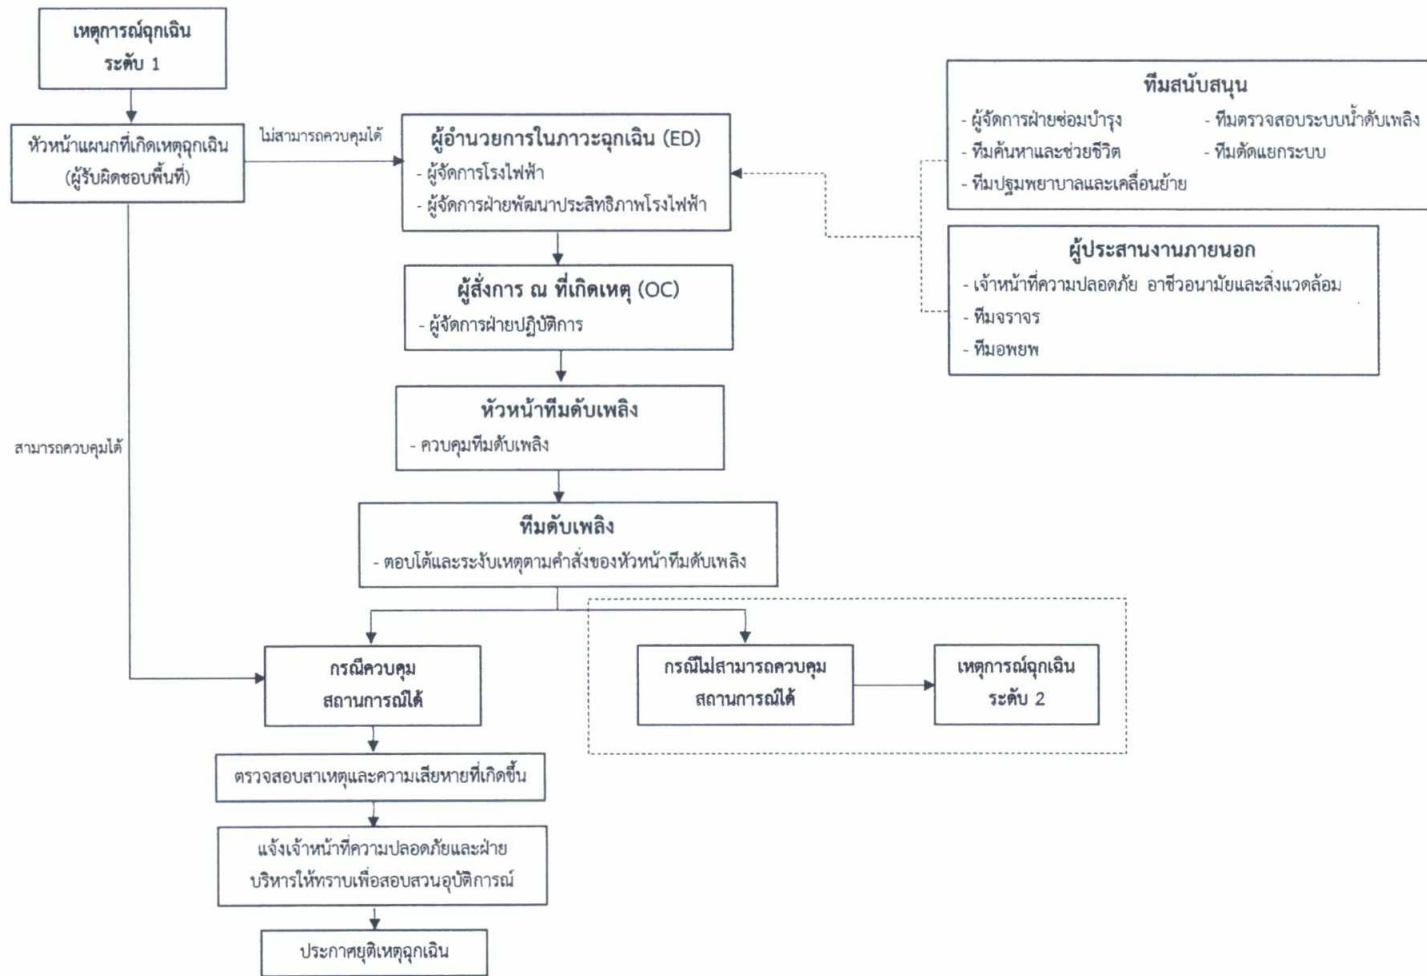 เหตุการณ์ฉุกเฉิน
ระดับ 1
หัวหน้าแผนกที่เกิดเหตุฉุกเฉิน
(ผู้รับผิดชอบพื้นที่)
ไม่สามารถควบคุมได้
ผู้อำนวยการในภาวะฉุกเฉิน (ED)
- ผู้จัดการโรงไฟฟ้า
- ผู้จัดการฝ่ายพัฒนาประสิทธิภาพโรงไฟฟ้า
ทีมสนับสนุน
- ผู้จัดการฝ่ายซ่อมบำรุง
- ทีมตรวจสอบระบบน้ำดับเพลิง
- ทีมค้นหาและช่วยชีวิต
- ทีมตัดแยกระบบ
- ทีมปฐมพยาบาลและเคลื่อนย้าย
ผู้ประสานงานภายนอก
- เจ้าหน้าที่ความปลอดภัย อาชีวอนามัยและสิ่งแวดล้อม
- ทีมจราจร
- ทีมอพยพ
ผู้สั่งการ ณ ที่เกิดเหตุ (OC)
- ผู้จัดการฝ่ายปฏิบัติการ
หัวหน้าทีมดับเพลิง
- ควบคุมทีมดับเพลิง
สามารถควบคุมได้
ทีมดับเพลิง
- ตอบโต้และระงับเหตุตามคำสั่งของหัวหน้าทีมดับเพลิง
กรณีควบคุม
สถานการณ์ได้
กรณีไม่สามารถควบคุม
สถานการณ์ได้
เหตุการณ์ฉุกเฉิน
ระดับ 2
ตรวจสอบสาเหตุและความเสียหายที่เกิดขึ้น
แจ้งเจ้าหน้าที่ความปลอดภัยและฝ่าย
บริหารให้ทราบเพื่อสอบสวนอุบัติการณ์
ประกาศยุติเหตุฉุกเฉิน